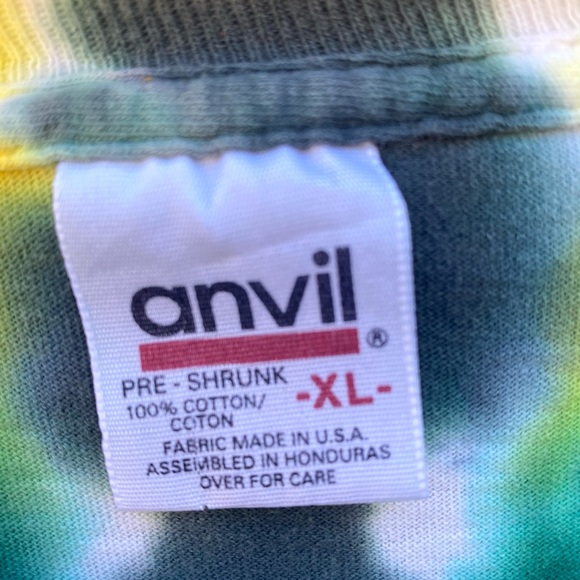 anvil
®
PRE - SHRUNK
-XL-
100% COTTON/
COTON
FABRIC MADE IN U.S.A.
ASSEMBLED IN HONDURAS
OVER FOR CARE